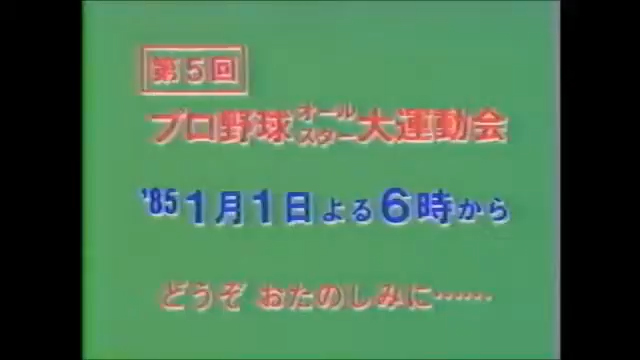 第5回
プロ野球オールスター大運動会
'85 1月1日よる6時から
どうぞ おたのしみに……